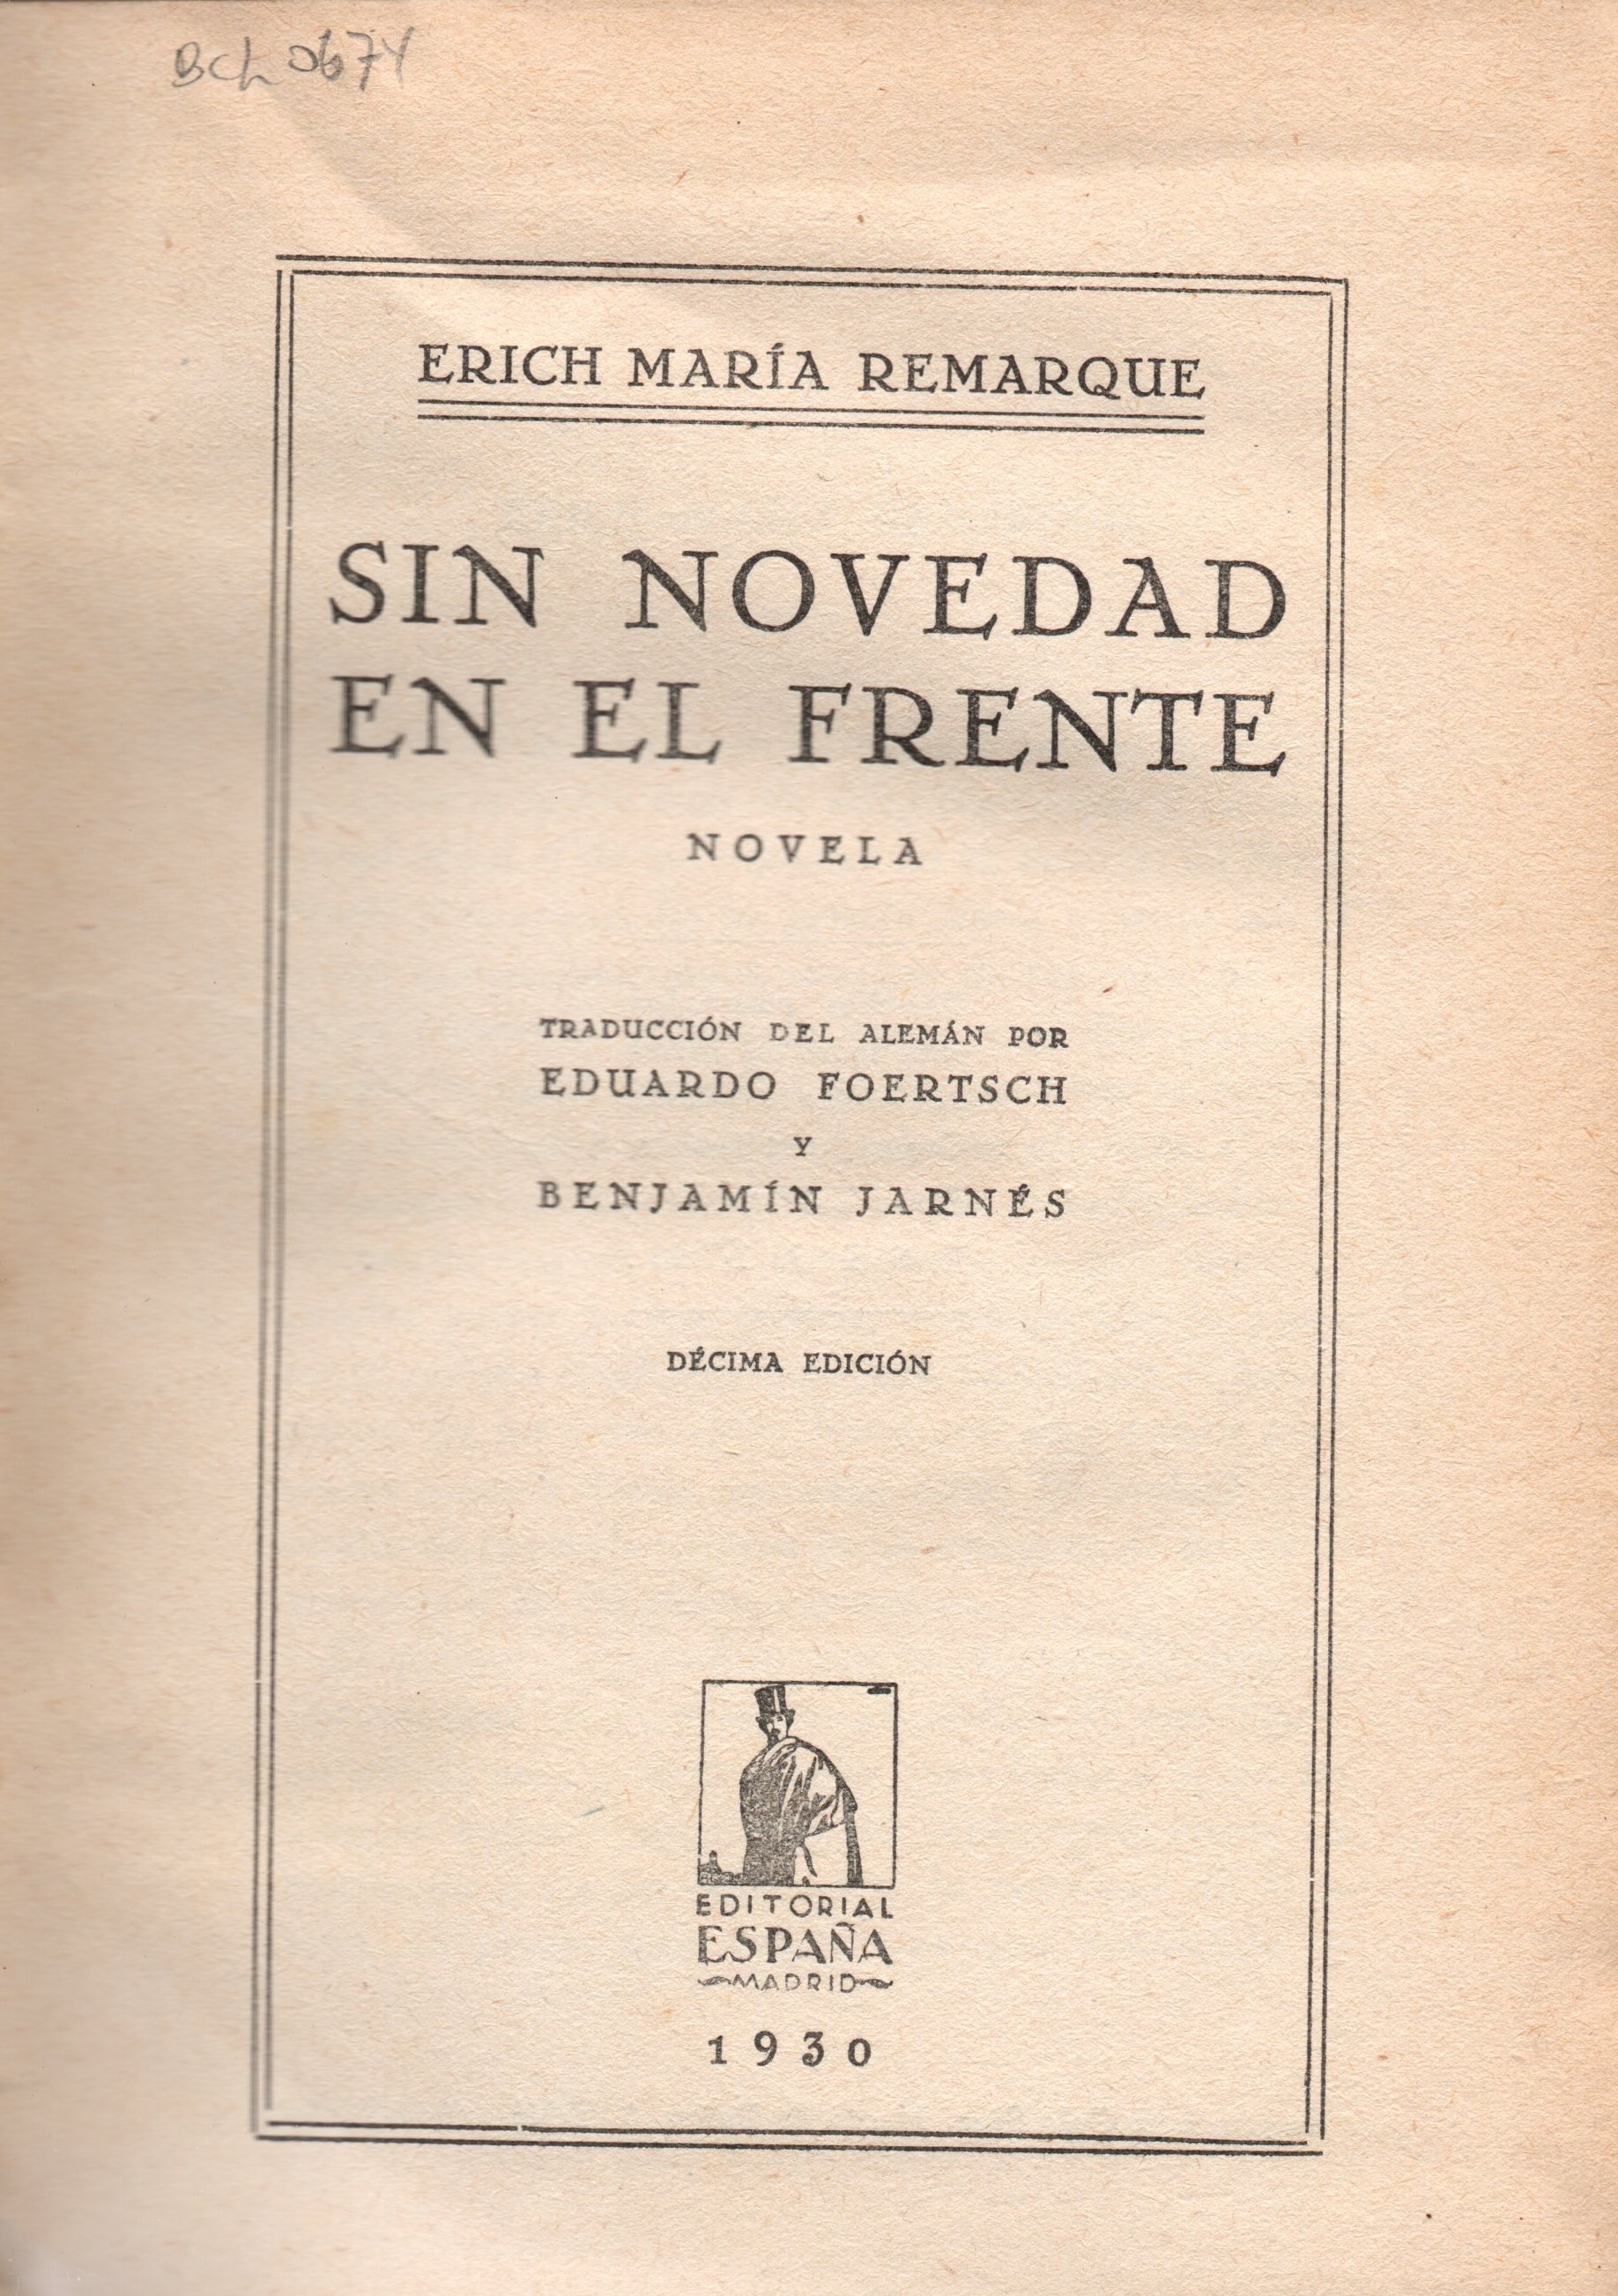 BCL 0674
ERICH MARÍA REMARQUE
SIN NOVEDAD
EN EL FRENTE
NOVELA
TRADUCCIÓN DEL ALEMÁN POR
EDUARDO FOERTSCH
Y
BENJAMÍN JARNÉS
DÉCIMA EDICIÓN
EDITORIAL
ESPAÑA
MADRID
1930